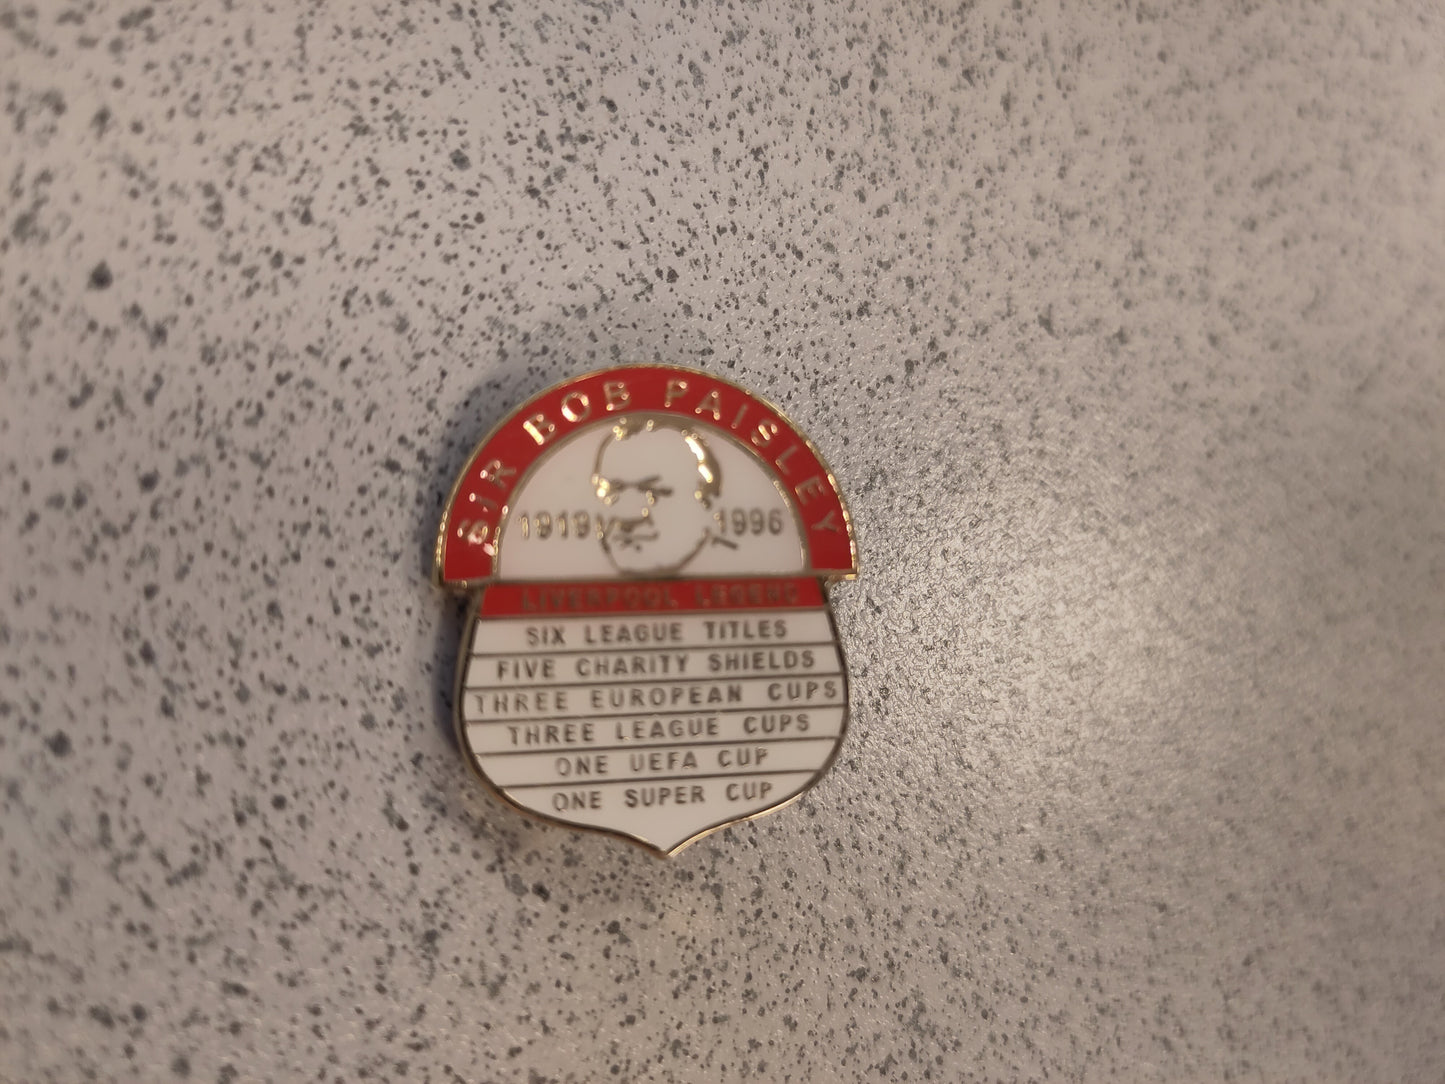 SIR BOB PAISLEY
1919 1996
LIVERPOOL LEGEND
SIX LEAGUE TITLES
FIVE CHARITY SHIELDS
THREE EUROPEAN CUPS
THREE LEAGUE CUPS
ONE UEFA CUP
ONE SUPER CUP